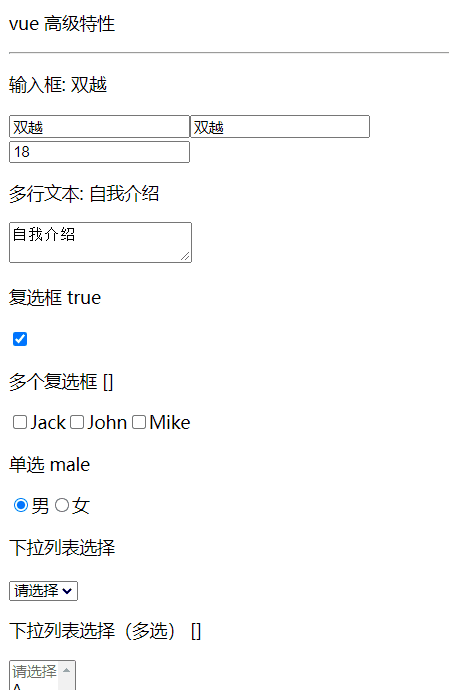 vue 高级特性
输入框: 双越
双越 双越
18
多行文本: 自我介绍
自我介绍
复选框 true
多个复选框 []
Jack John Mike
单选 male
男 女
下拉列表选择
请选择
下拉列表选择（多选） []
请选择
A